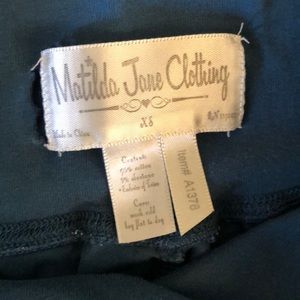 Matilda Jane Clothing
XS
Made in China
Contents:
95% cotton
5% elastane
Care:
wash cold
lay flat to dry
Item# A1378